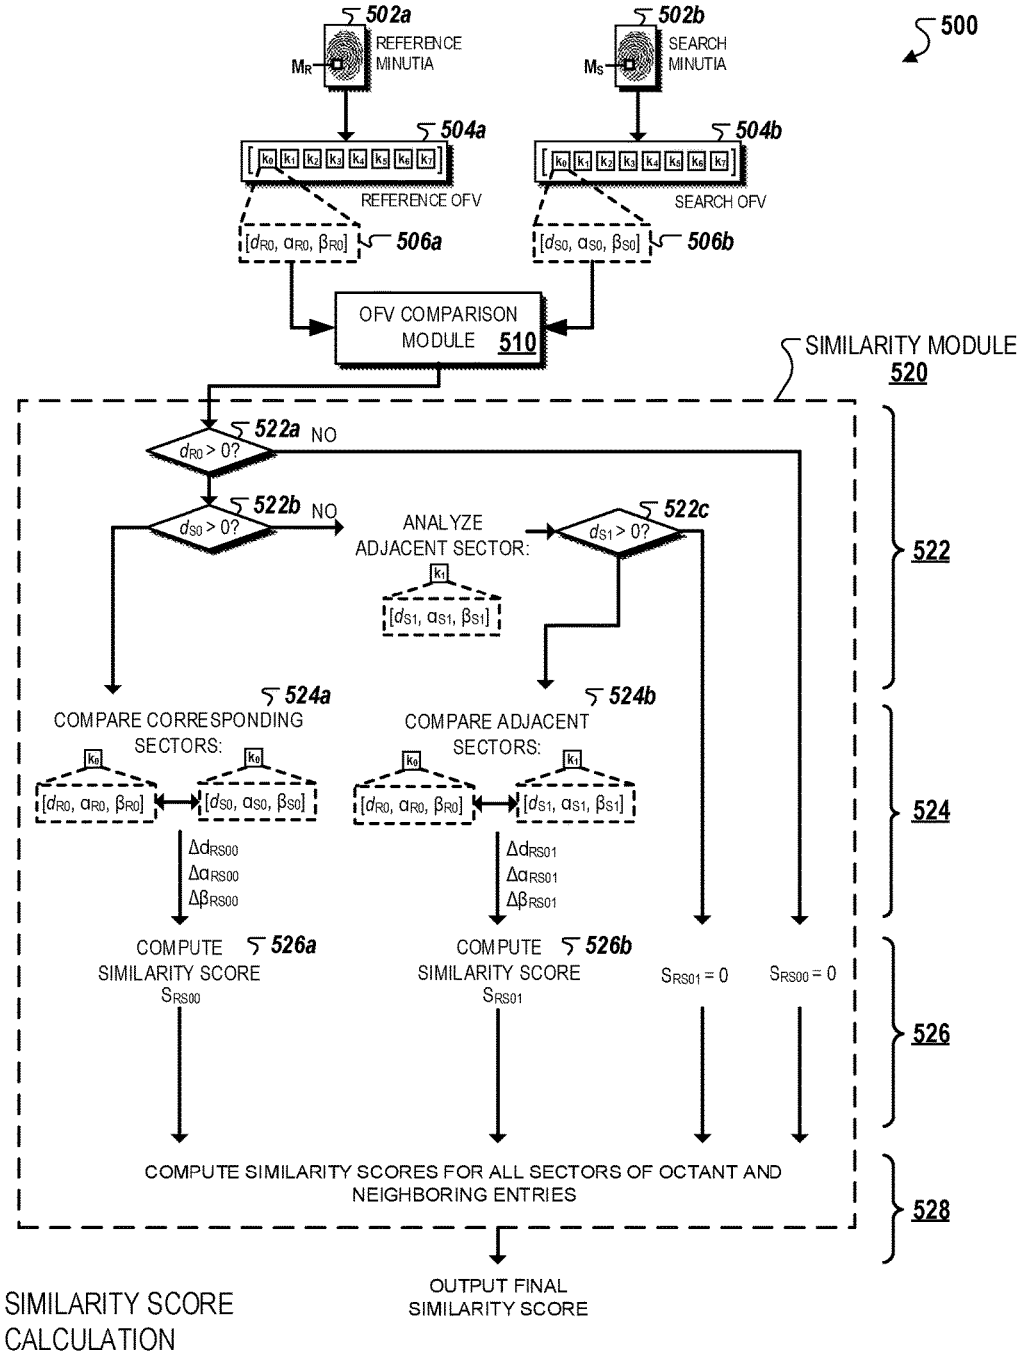 500
502a
REFERENCE
MINUTIA
MR
502b
SEARCH
MINUTIA
MS
504a
[ k0 k1 k2 k3 k4 k5 k6 k7 ]
REFERENCE OFV
504b
[ k0 k1 k2 k3 k4 k5 k6 k7 ]
SEARCH OFV
[dR0, αR0, βR0]
506a
[dS0, αS0, βS0]
506b
OFV COMPARISON
MODULE 510
SIMILARITY MODULE
520
522a
dR0 > 0?
NO
522b
dS0 > 0?
NO
ANALYZE
ADJACENT SECTOR:
k1
[dS1, αS1, βS1]
522c
dS1 > 0?
522
524a
COMPARE CORRESPONDING
SECTORS:
k0
k0
[dR0, αR0, βR0]
[dS0, αS0, βS0]
524b
COMPARE ADJACENT
SECTORS:
k0
k1
[dR0, αR0, βR0]
[dS1, αS1, βS1]
524
ΔdRS00
ΔαRS00
ΔβRS00
ΔdRS01
ΔαRS01
ΔβRS01
526a
COMPUTE
SIMILARITY SCORE
SRS00
526b
COMPUTE
SIMILARITY SCORE
SRS01
SRS01 = 0
SRS00 = 0
526
COMPUTE SIMILARITY SCORES FOR ALL SECTORS OF OCTANT AND
NEIGHBORING ENTRIES
528
OUTPUT FINAL
SIMILARITY SCORE
SIMILARITY SCORE
CALCULATION